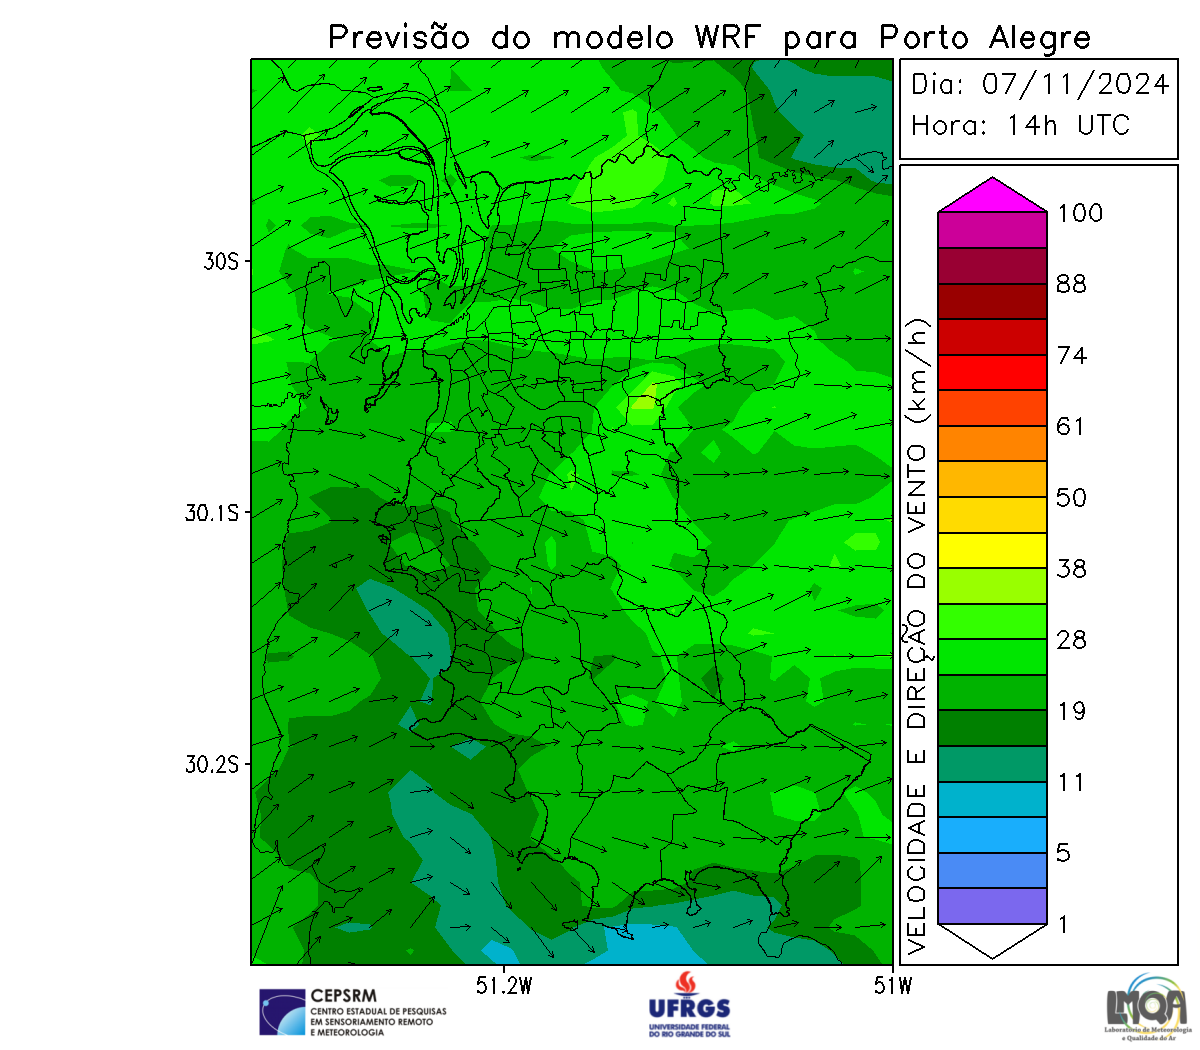 Previsão do modelo WRF para Porto Alegre
Dia: 07/11/2024
Hora: 14h UTC
VELOCIDADE E DIREÇÃO DO VENTO (km/h)
100
88
74
61
50
38
28
19
11
5
1
30S
30.1S
30.2S
51.2W
51W
CEPSRM
CENTRO ESTADUAL DE PESQUISAS
EM SENSORIAMENTO REMOTO
E METEOROLOGIA
UFRGS
UNIVERSIDADE FEDERAL
DO RIO GRANDE DO SUL
LMQA
Laboratório de Meteorologia
e Qualidade do Ar